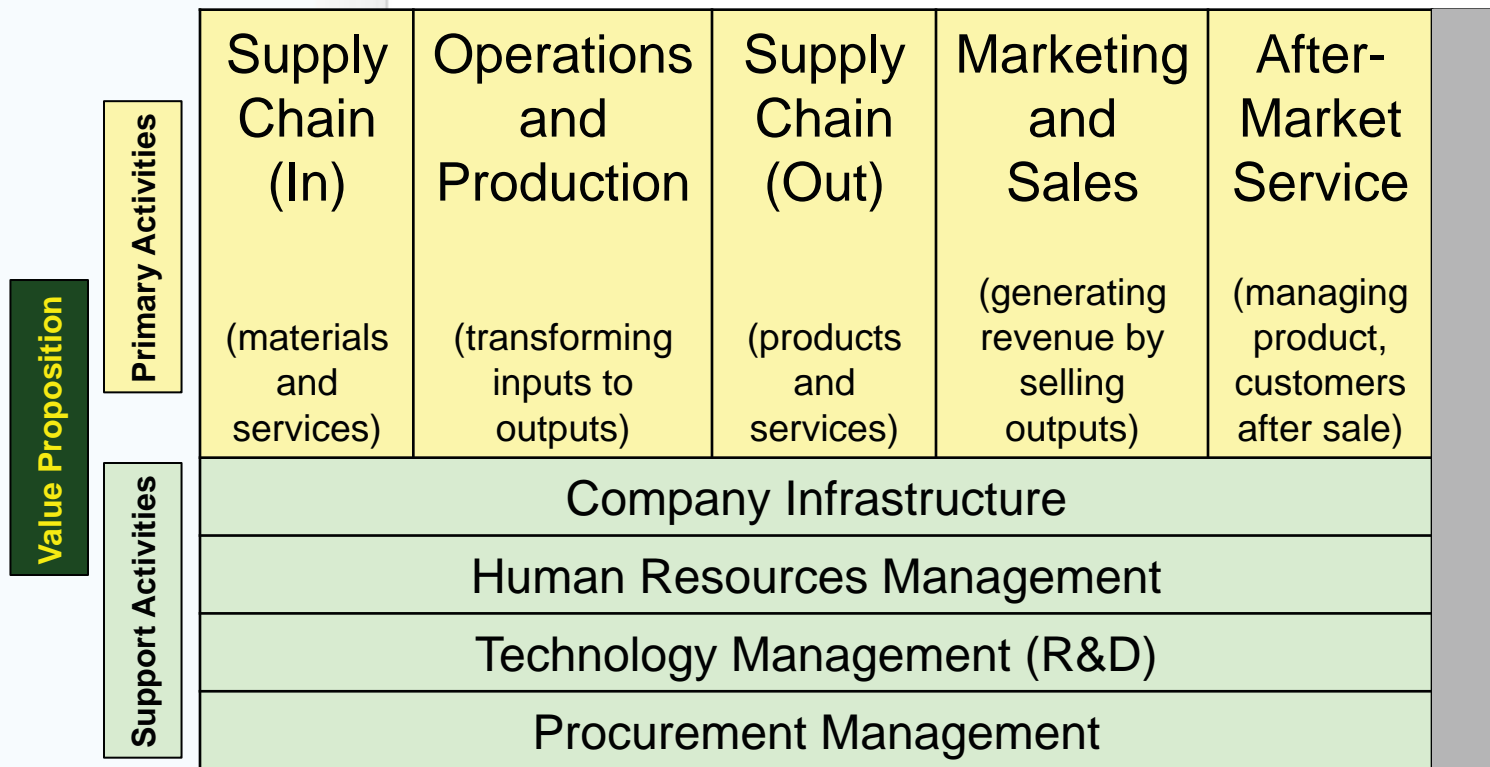 Value Proposition
Primary Activities
Support Activities
Supply
Chain
(In)
(materials
and
services)
Operations
and
Production
(transforming
inputs to
outputs)
Supply
Chain
(Out)
(products
and
services)
Marketing
and
Sales
(generating
revenue by
selling
outputs)
After-
Market
Service
(managing
product,
customers
after sale)
Company Infrastructure
Human Resources Management
Technology Management (R&D)
Procurement Management